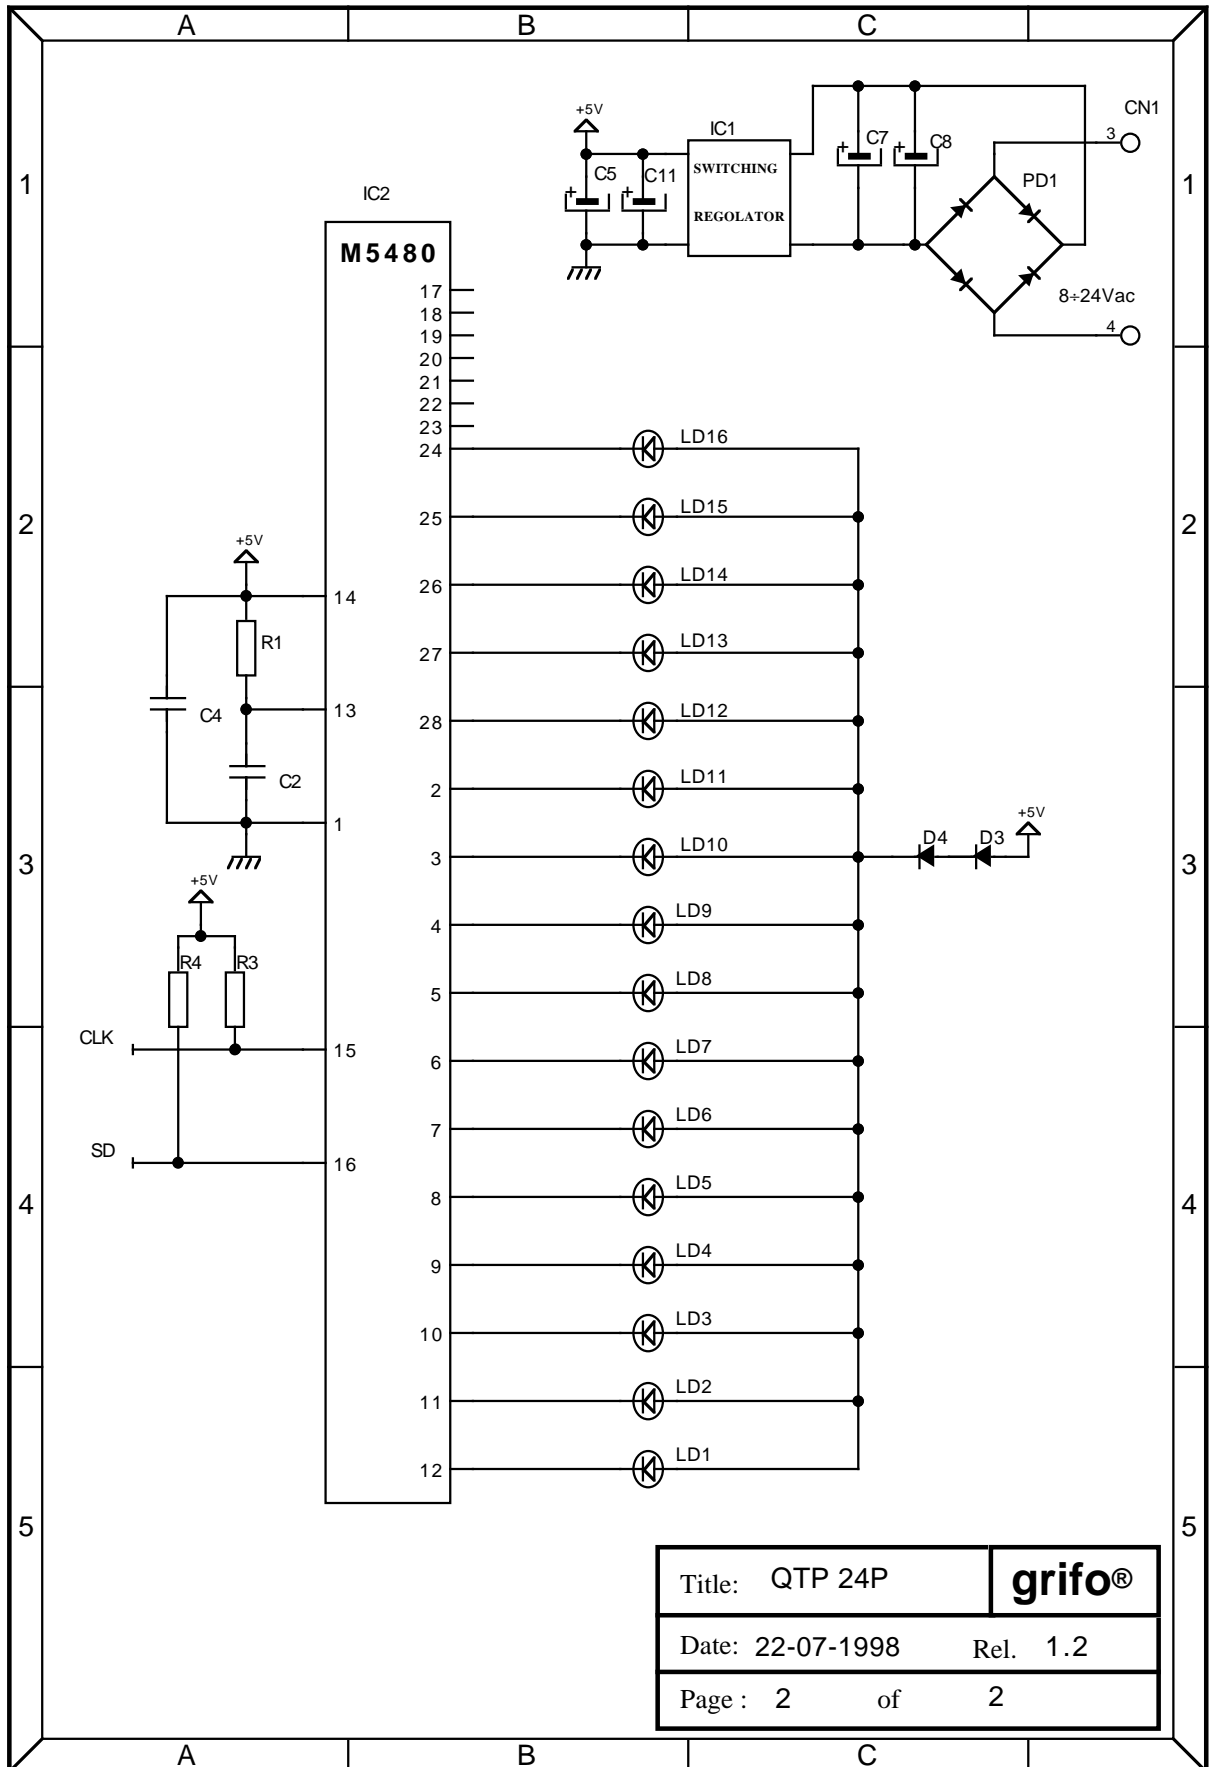 A B C
+5V
IC1
C7
C8
CN1
3
C5
C11
SWITCHING
REGOLATOR
PD1
1
1
IC2
M5480
8÷24Vac
4
17
18
19
20
21
22
23
24
LD16
25
LD15
2
2
+5V
26
LD14
14
R1
27
LD13
C4
13
28
LD12
C2
2
LD11
1
+5V
D4
D3
3
3
3
LD10
+5V
4
LD9
R4
R3
5
LD8
CLK
15
6
LD7
7
LD6
SD
16
8
LD5
4
4
9
LD4
10
LD3
11
LD2
12
LD1
5
5
Title: QTP 24P
grifo®
Date: 22-07-1998 Rel. 1.2
Page : 2 of 2
A B C